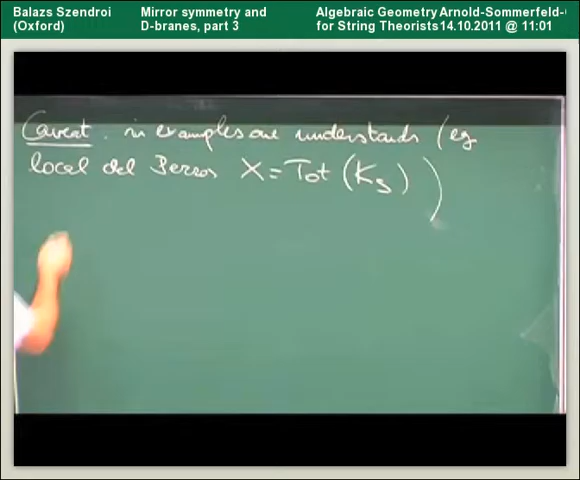 Balazs Szendroi
(Oxford)
Mirror symmetry and
D-branes, part 3
Algebraic Geometry
for String Theorists
Arnold-Sommerfeld-
14.10.2011 @ 11:01
Caveat. in examples one understands (eg
local del Pezzos X = Tot (K_S) )